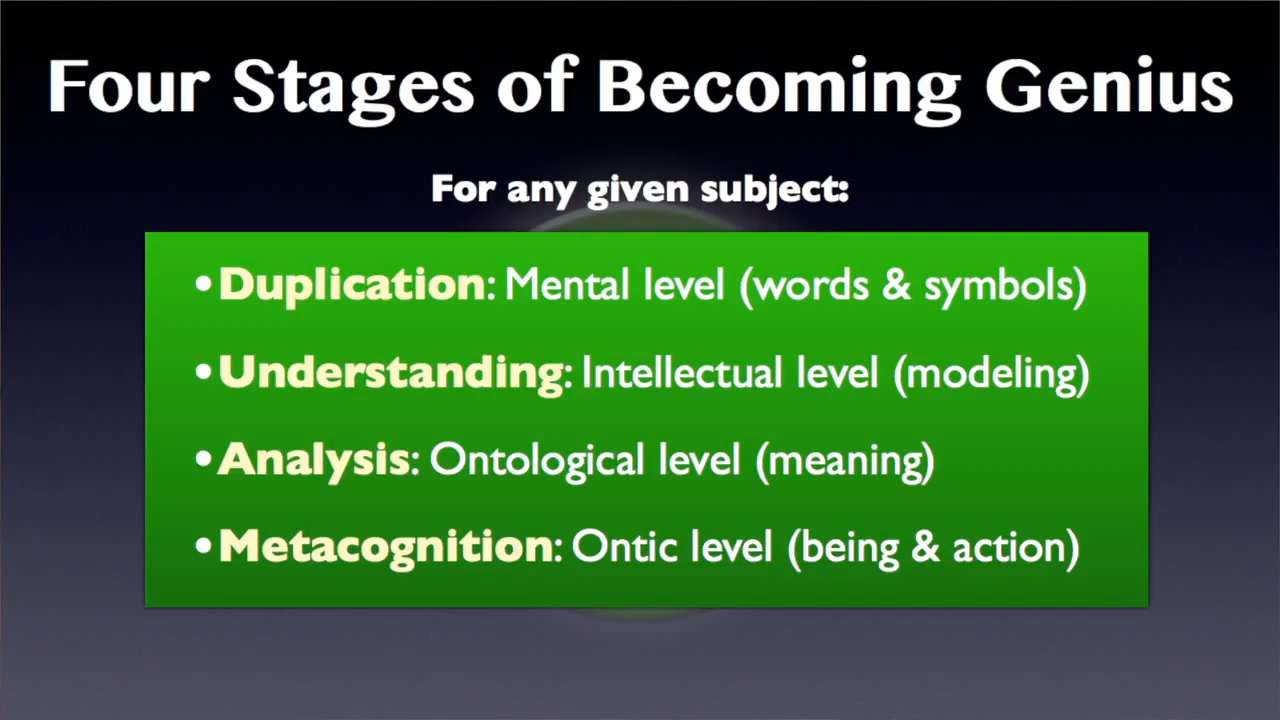 Four Stages of Becoming Genius
For any given subject:
•Duplication: Mental level (words & symbols)
•Understanding: Intellectual level (modeling)
•Analysis: Ontological level (meaning)
•Metacognition: Ontic level (being & action)